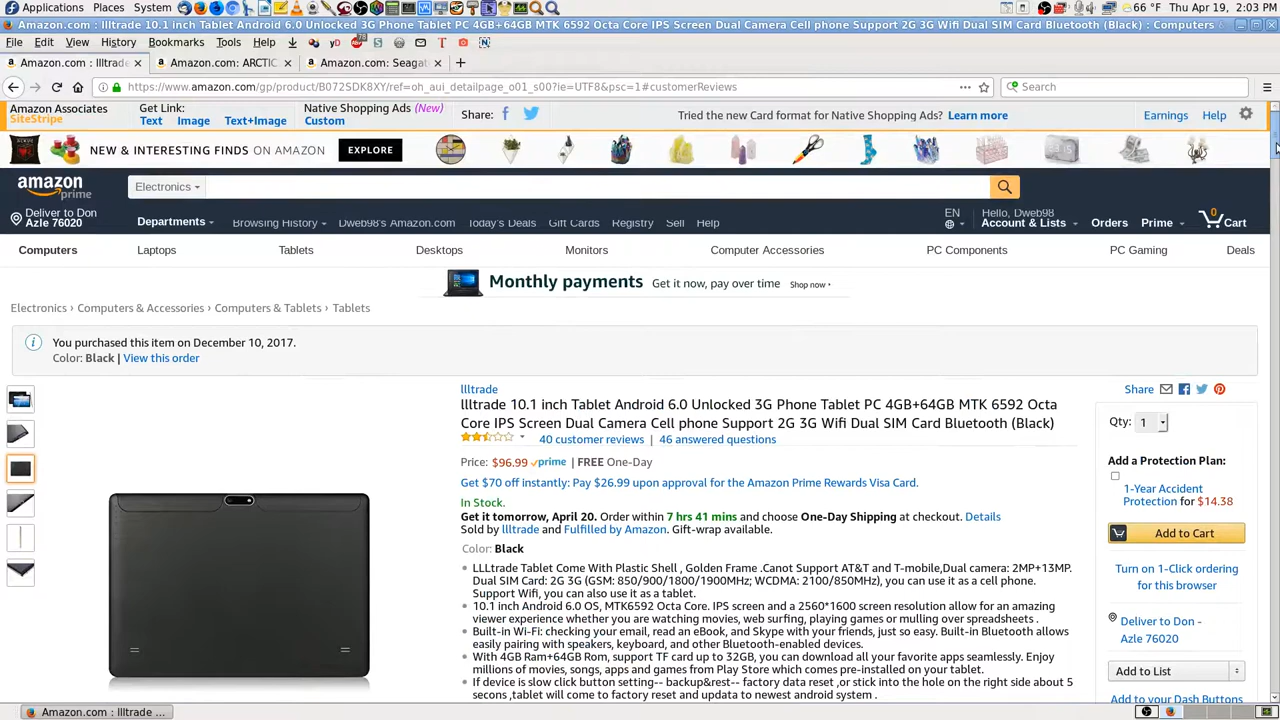 Applications Places System 66 °F Thu Apr 19, 2:03 PM
Amazon.com : llltrade 10.1 inch Tablet Android 6.0 Unlocked 3G Phone Tablet PC 4GB+64GB MTK 6592 Octa Core IPS Screen Dual Camera Cell phone Support 2G 3G Wifi Dual SIM Card Bluetooth (Black) : Computers
File Edit View History Bookmarks Tools Help
Amazon.com : llltrade × Amazon.com: ARCTIC × Amazon.com: Seagat × +
https://www.amazon.com/gp/product/B072SDK8XY/ref=oh_aui_detailpage_o01_s00?ie=UTF8&psc=1#customerReviews Search
Amazon Associates Get Link: Native Shopping Ads (New) Share: Tried the new Card format for Native Shopping Ads? Learn more Earnings Help
SiteStripe Text Image Text+Image Custom
NEW & INTERESTING FINDS ON AMAZON EXPLORE
amazon prime Electronics
Deliver to Don EN Hello, Dweb98
Azle 76020 Departments Browsing History Dweb98's Amazon.com Today's Deals Gift Cards Registry Sell Help Account & Lists Orders Prime 0 Cart
Computers Laptops Tablets Desktops Monitors Computer Accessories PC Components PC Gaming Deals
Monthly payments Get it now, pay over time Shop now ›
Electronics › Computers & Accessories › Computers & Tablets › Tablets
You purchased this item on December 10, 2017.
Color: Black | View this order
llltrade
llltrade 10.1 inch Tablet Android 6.0 Unlocked 3G Phone Tablet PC 4GB+64GB MTK 6592 Octa
Core IPS Screen Dual Camera Cell phone Support 2G 3G Wifi Dual SIM Card Bluetooth (Black)
40 customer reviews | 46 answered questions
Price: $96.99 prime | FREE One-Day
Get $70 off instantly: Pay $26.99 upon approval for the Amazon Prime Rewards Visa Card.
In Stock.
Get it tomorrow, April 20. Order within 7 hrs 41 mins and choose One-Day Shipping at checkout. Details
Sold by llltrade and Fulfilled by Amazon. Gift-wrap available.
Color: Black
LLLtrade Tablet Come With Plastic Shell , Golden Frame .Canot Support AT&T and T-mobile,Dual camera: 2MP+13MP.
Dual SIM Card: 2G 3G (GSM: 850/900/1800/1900MHz; WCDMA: 2100/850MHz), you can use it as a cell phone.
Support Wifi, you can also use it as a tablet.
10.1 inch Android 6.0 OS, MTK6592 Octa Core. IPS screen and a 2560*1600 screen resolution allow for an amazing
viewer experience whether you are watching movies, web surfing, playing games or mulling over spreadsheets .
Built-in Wi-Fi: checking your email, read an eBook, and Skype with your friends, just so easy. Built-in Bluetooth allows
easily pairing with speakers, keyboard, and other Bluetooth-enabled devices.
With 4GB Ram+64GB Rom, support TF card up to 32GB, you can download all your favorite apps seamlessly. Enjoy
millions of movies, songs, apps and games from Play Store which comes pre-installed on your tablet.
If device is slow click button setting-- backup&rest-- factory data reset ,or stick into the hole on the right side about 5
secons ,tablet will come to factory reset and updata to newest android system .
Share
Qty: 1
Add a Protection Plan:
1-Year Accident
Protection for $14.38
Add to Cart
Turn on 1-Click ordering
for this browser
Deliver to Don -
Azle 76020
Add to List
Add to your Dash Buttons
Amazon.com : llltrade ...